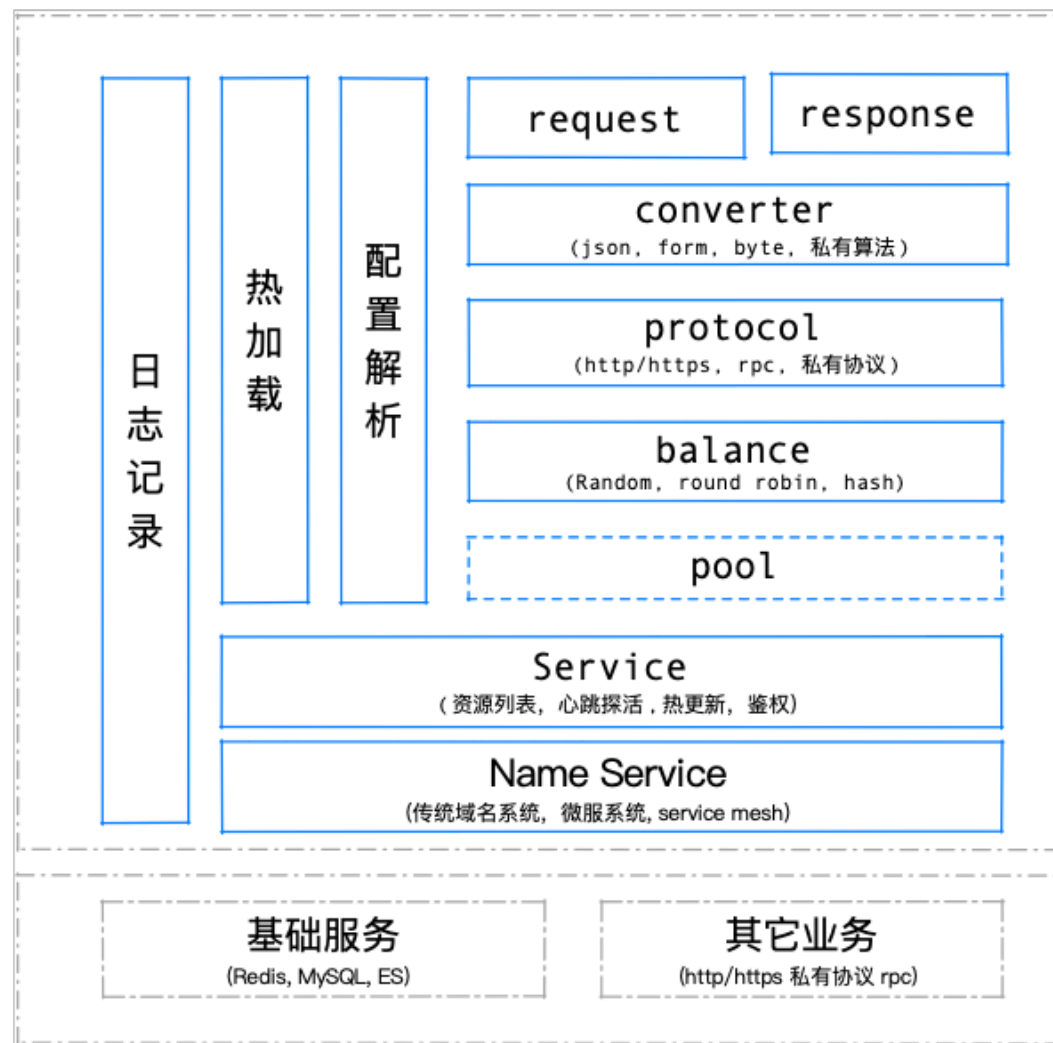 日志记录
热加载
配置解析
request
response
converter
(json, form, byte, 私有算法)
protocol
(http/https, rpc, 私有协议)
balance
(Random, round robin, hash)
pool
Service
(资源列表, 心跳探活 , 热更新, 鉴权)
Name Service
(传统域名系统, 微服系统, service mesh)
基础服务
(Redis, MySQL, ES)
其它业务
(http/https 私有协议 rpc)